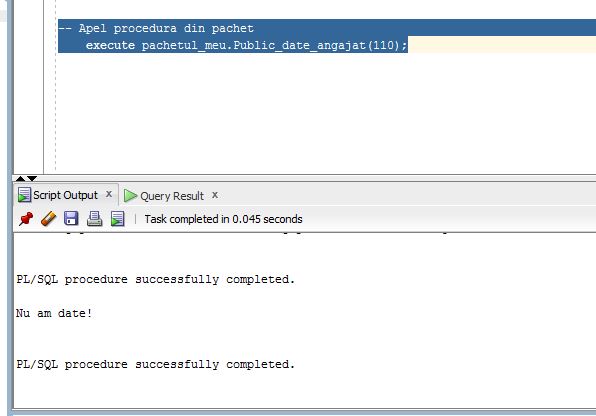 -- Apel procedura din pachet
execute pachetul_meu.Public_date_angajat(110);
Script Output x Query Result x
Task completed in 0.045 seconds
PL/SQL procedure successfully completed.
Nu am date!
PL/SQL procedure successfully completed.